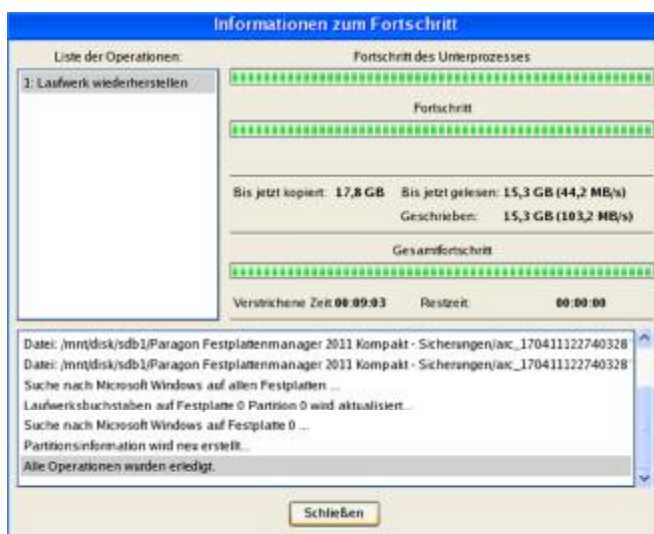 Informationen zum Fortschritt
Liste der Operationen:
1: Laufwerk wiederherstellen
Fortschritt des Unterprozesses
Fortschritt
Bis jetzt kopiert: 17,8 GB Bis jetzt gelesen: 15,3 GB (44,2 MB/s)
Geschrieben: 15,3 GB (103,2 MB/s)
Gesamtfortschritt
Verstrichene Zeit: 00:09:03 Restzeit: 00:00:00
Datei: /mnt/disk/sdb1/Paragon Festplattenmanager 2011 Kompakt - Sicherungen/arc_170411122740328
Datei: /mnt/disk/sdb1/Paragon Festplattenmanager 2011 Kompakt - Sicherungen/arc_170411122740328
Suche nach Microsoft Windows auf allen Festplatten ...
Laufwerksbuchstaben auf Festplatte 0 Partition 0 wird aktualisiert...
Suche nach Microsoft Windows auf Festplatte 0 ...
Partitionsinformation wird neu erstellt...
Alle Operationen wurden erledigt.
Schließen